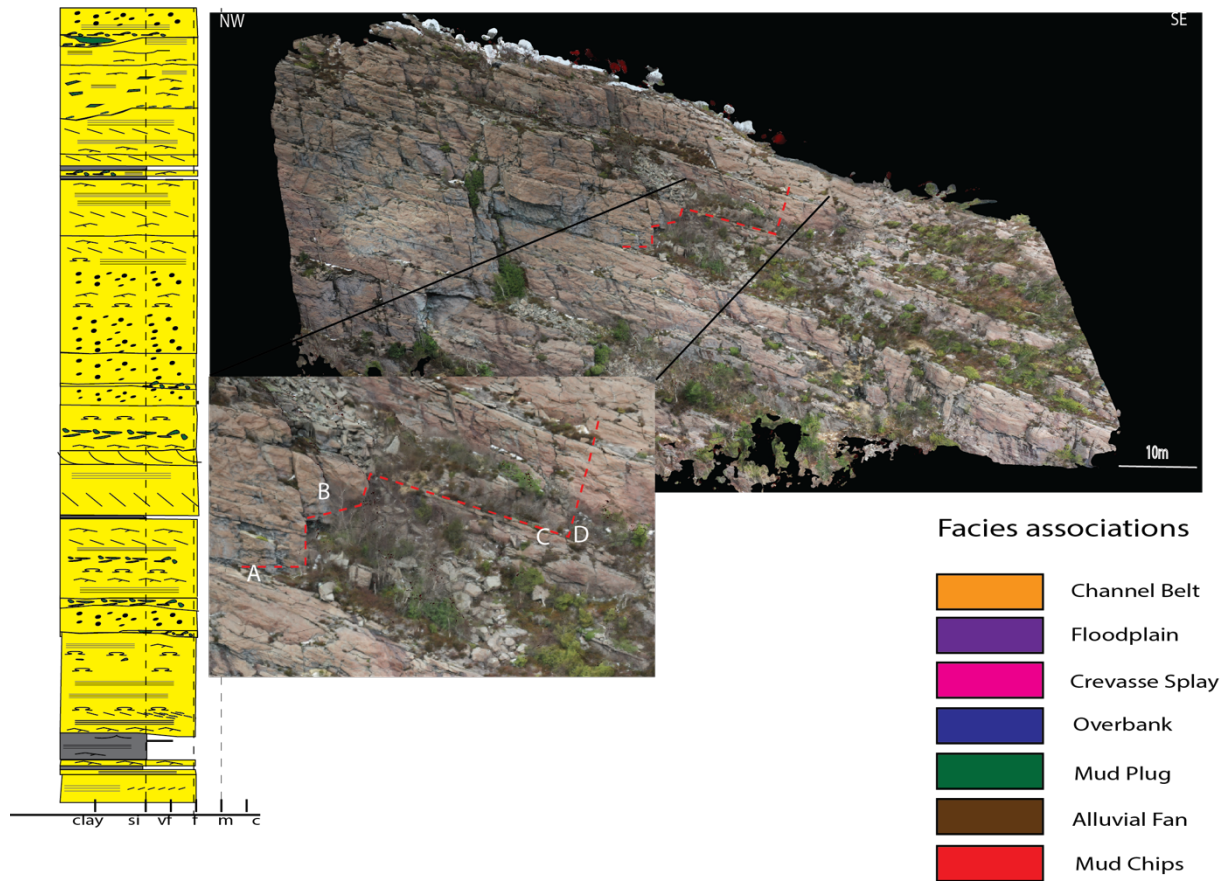 NW
SE
10m
A
B
C
D
clay si vf f m c
Facies associations
Channel Belt
Floodplain
Crevasse Splay
Overbank
Mud Plug
Alluvial Fan
Mud Chips